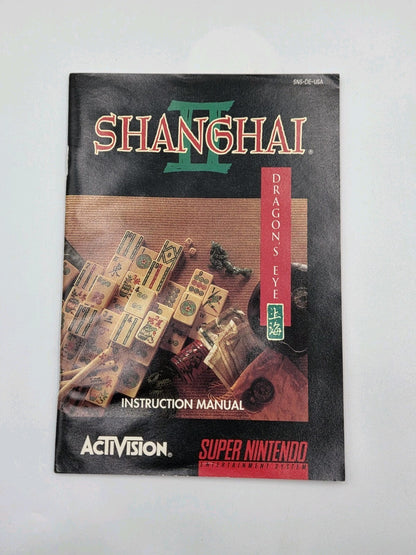 SNS-DE-USA
II
SHANGHAI®
DRAGON'S EYE
上海
INSTRUCTION MANUAL
ACTIVISION®
SUPER NINTENDO
ENTERTAINMENT SYSTEM